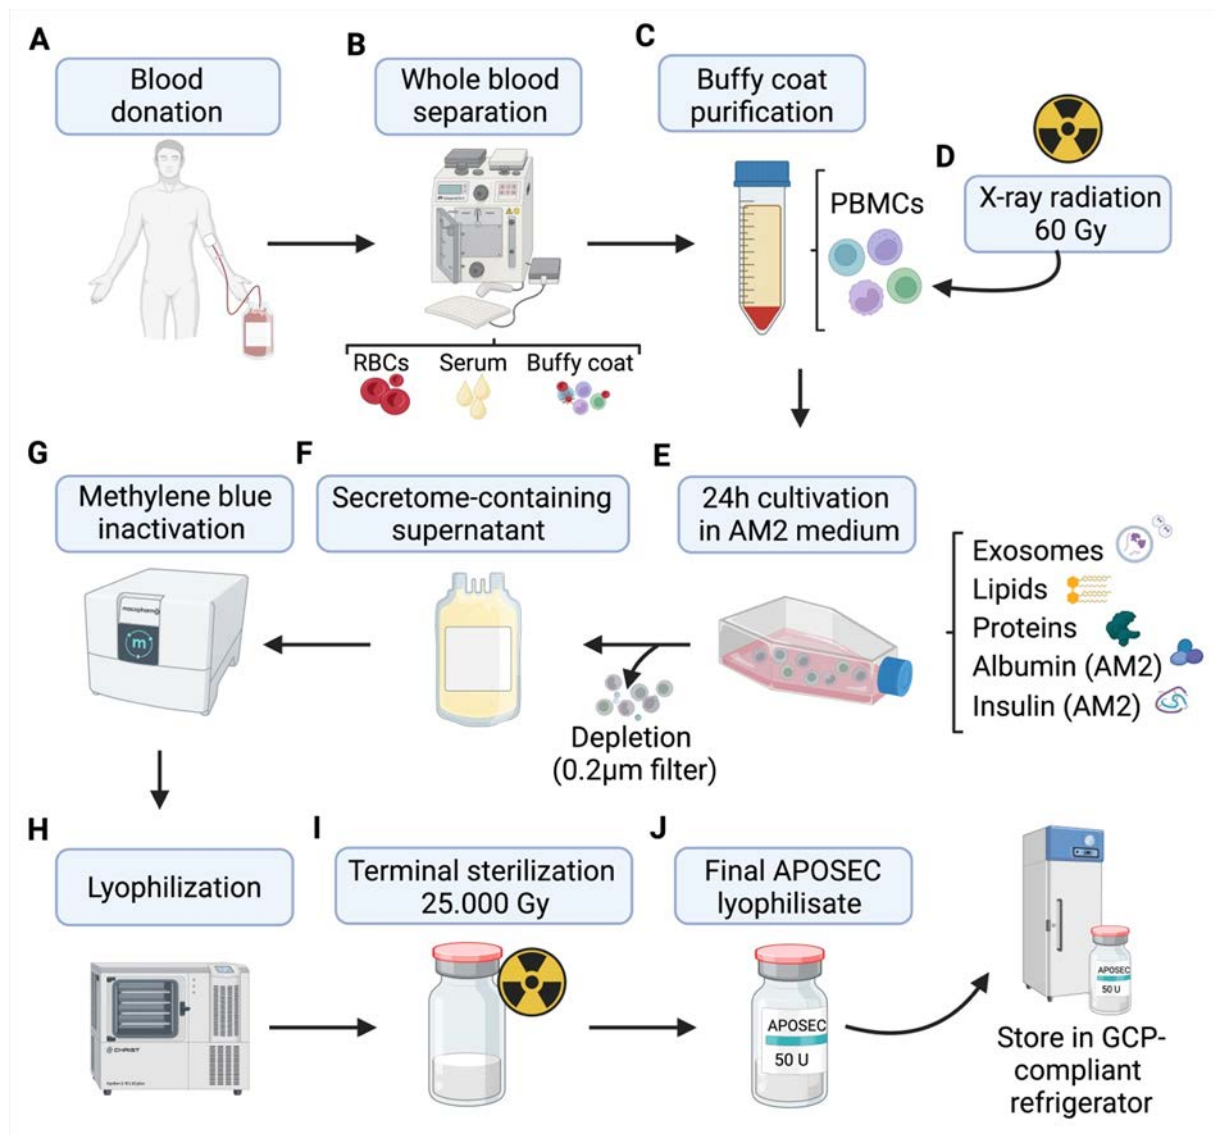 A
Blood
donation
B
Whole blood
separation
RBCs
Serum
Buffy coat
C
Buffy coat
purification
PBMCs
D
X-ray radiation
60 Gy
G
Methylene blue
inactivation
macopharma
m
F
Secretome-containing
supernatant
Depletion
(0.2µm filter)
E
24h cultivation
in AM2 medium
Exosomes
Lipids
Proteins
Albumin (AM2)
Insulin (AM2)
H
Lyophilization
CHRIST
I
Terminal sterilization
25.000 Gy
J
Final APOSEC
lyophilisate
APOSEC
50 U
APOSEC
50 U
Store in GCP-
compliant
refrigerator